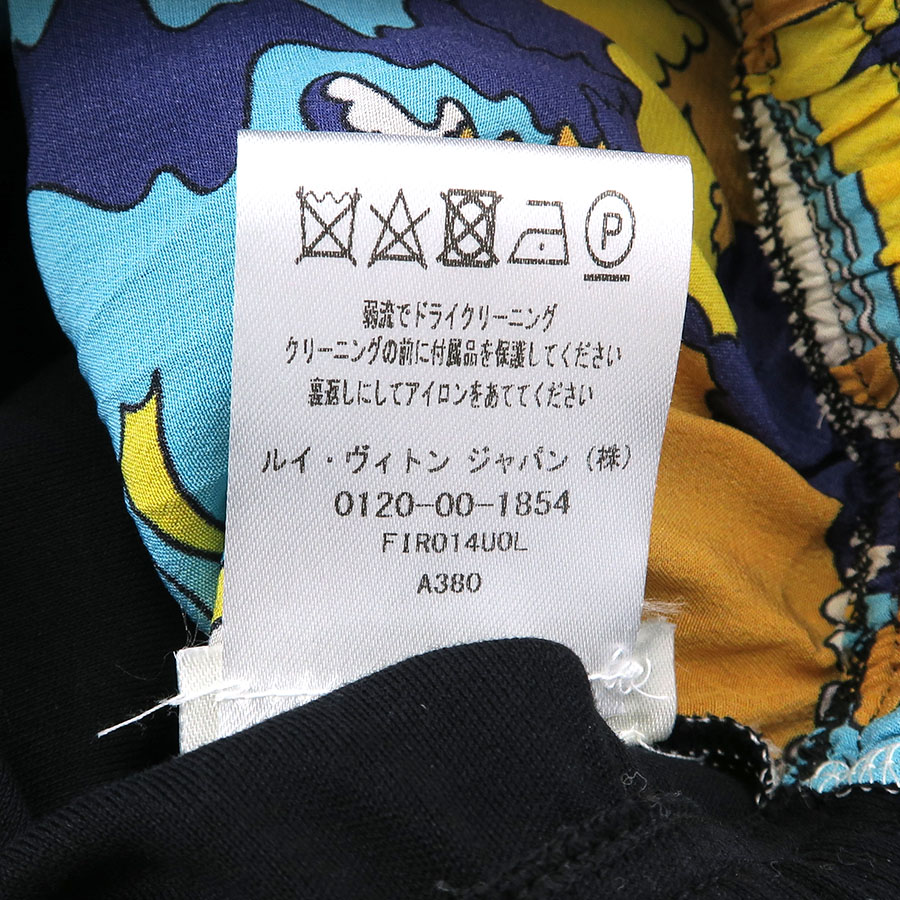 P
弱流でドライクリーニング
クリーニングの前に付属品を保護してください
裏返しにしてアイロンをあててください
ルイ・ヴィトン ジャパン (株)
0120-00-1854
FIRO14UOL
A380